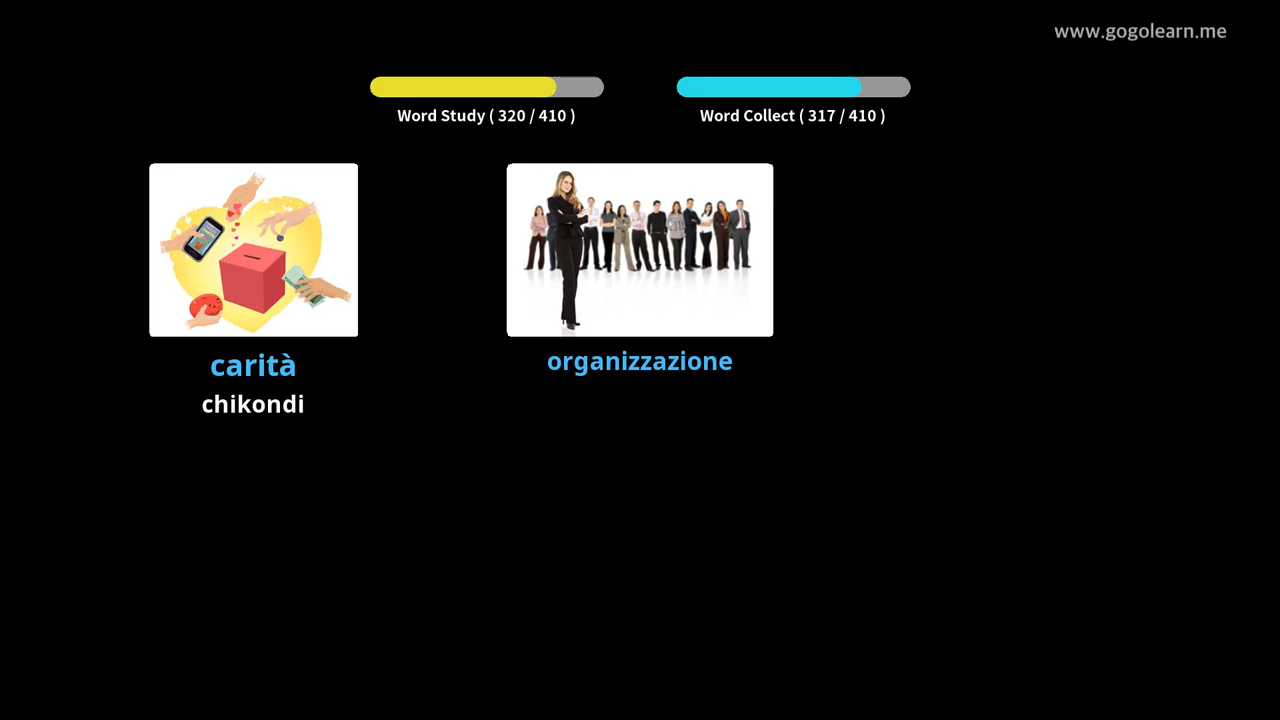 www.gogolearn.me
Word Study ( 320 / 410 )
Word Collect ( 317 / 410 )
carità
chikondi
organizzazione